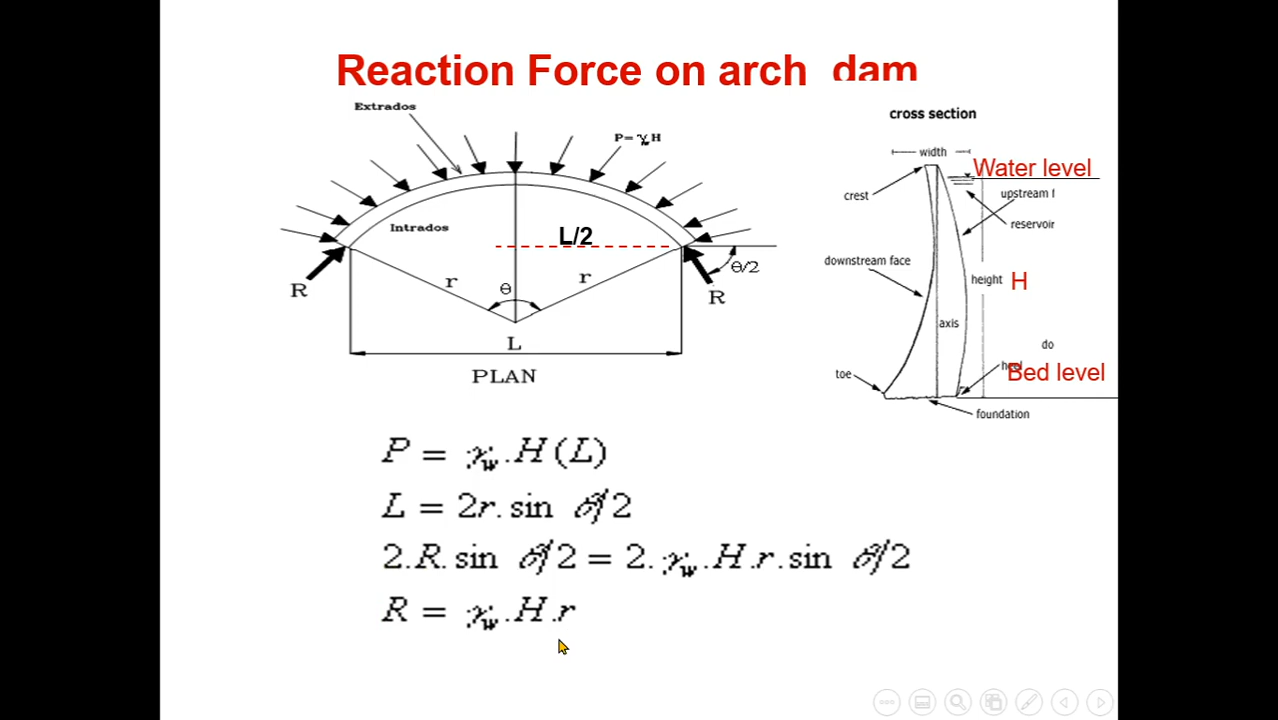 Reaction Force on arch dam
Extrados
P = γw H
Intrados
L/2
θ/2
R
r
θ
r
R
L
PLAN
cross section
width
Water level
crest
upstream f
reservoir
downstream face
height H
axis
do
toe
heel
Bed level
foundation
P = γw.H(L)
L = 2r.sin θ/2
2.R.sin θ/2 = 2.γw.H.r.sin θ/2
R = γw.H.r